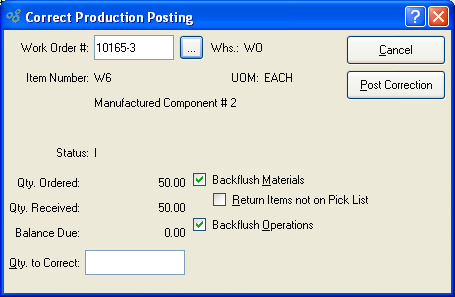 Correct Production Posting
Work Order #: 10165-3 ... Whs.: WO
Cancel
Item Number: W6 UOM: EACH
Post Correction
Manufactured Component # 2
Status: I
Qty. Ordered: 50.00 Backflush Materials
Return Items not on Pick List
Qty. Received: 50.00
Balance Due: 0.00 Backflush Operations
Qty. to Correct: